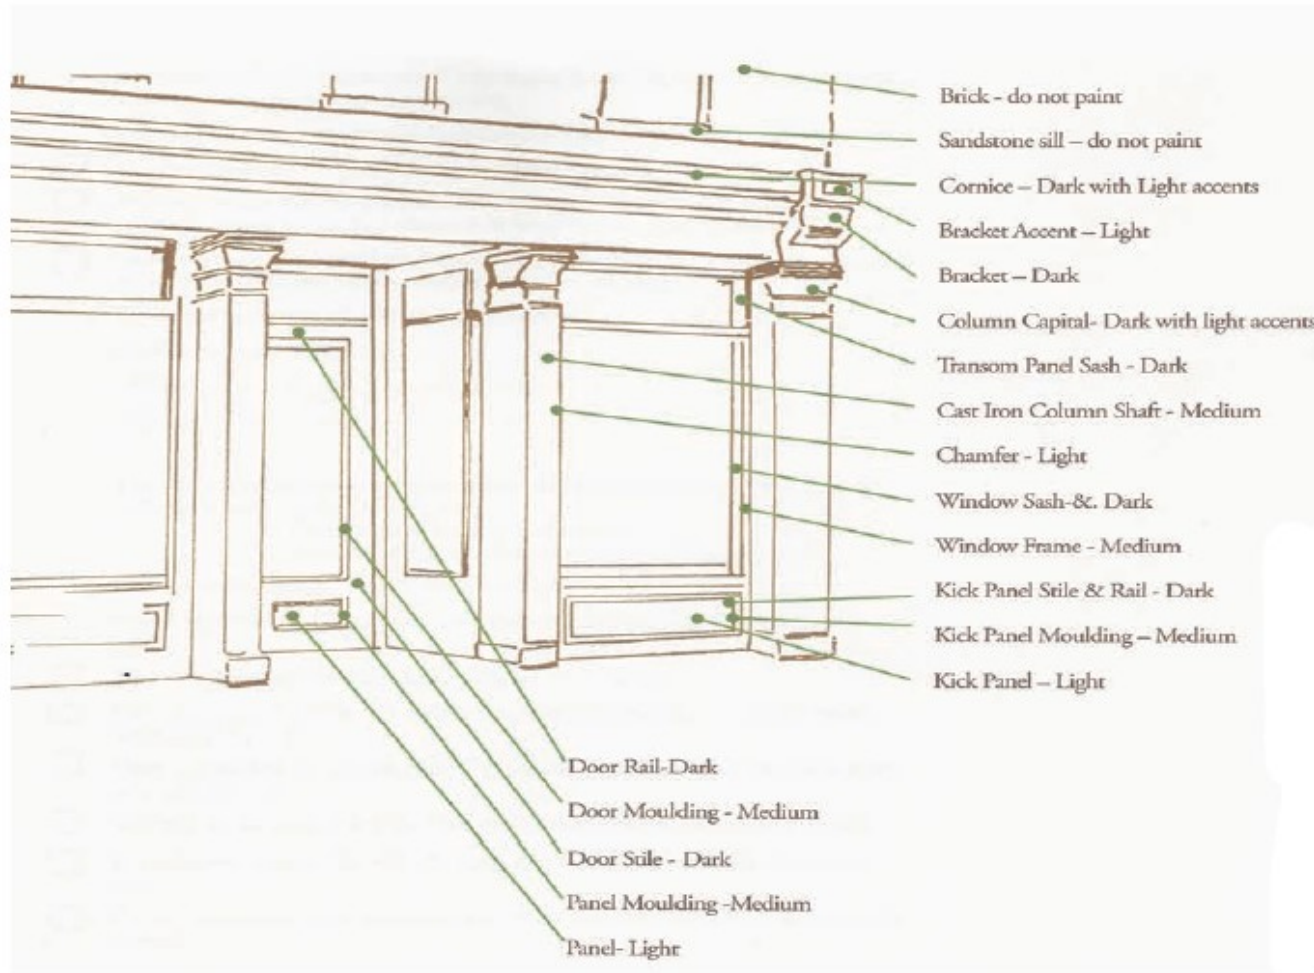 Brick - do not paint
Sandstone sill – do not paint
Cornice – Dark with Light accents
Bracket Accent – Light
Bracket – Dark
Column Capital- Dark with light accents
Transom Panel Sash - Dark
Cast Iron Column Shaft - Medium
Chamfer - Light
Window Sash-&. Dark
Window Frame - Medium
Kick Panel Stile & Rail - Dark
Kick Panel Moulding – Medium
Kick Panel – Light
Door Rail-Dark
Door Moulding - Medium
Door Stile - Dark
Panel Moulding -Medium
Panel- Light